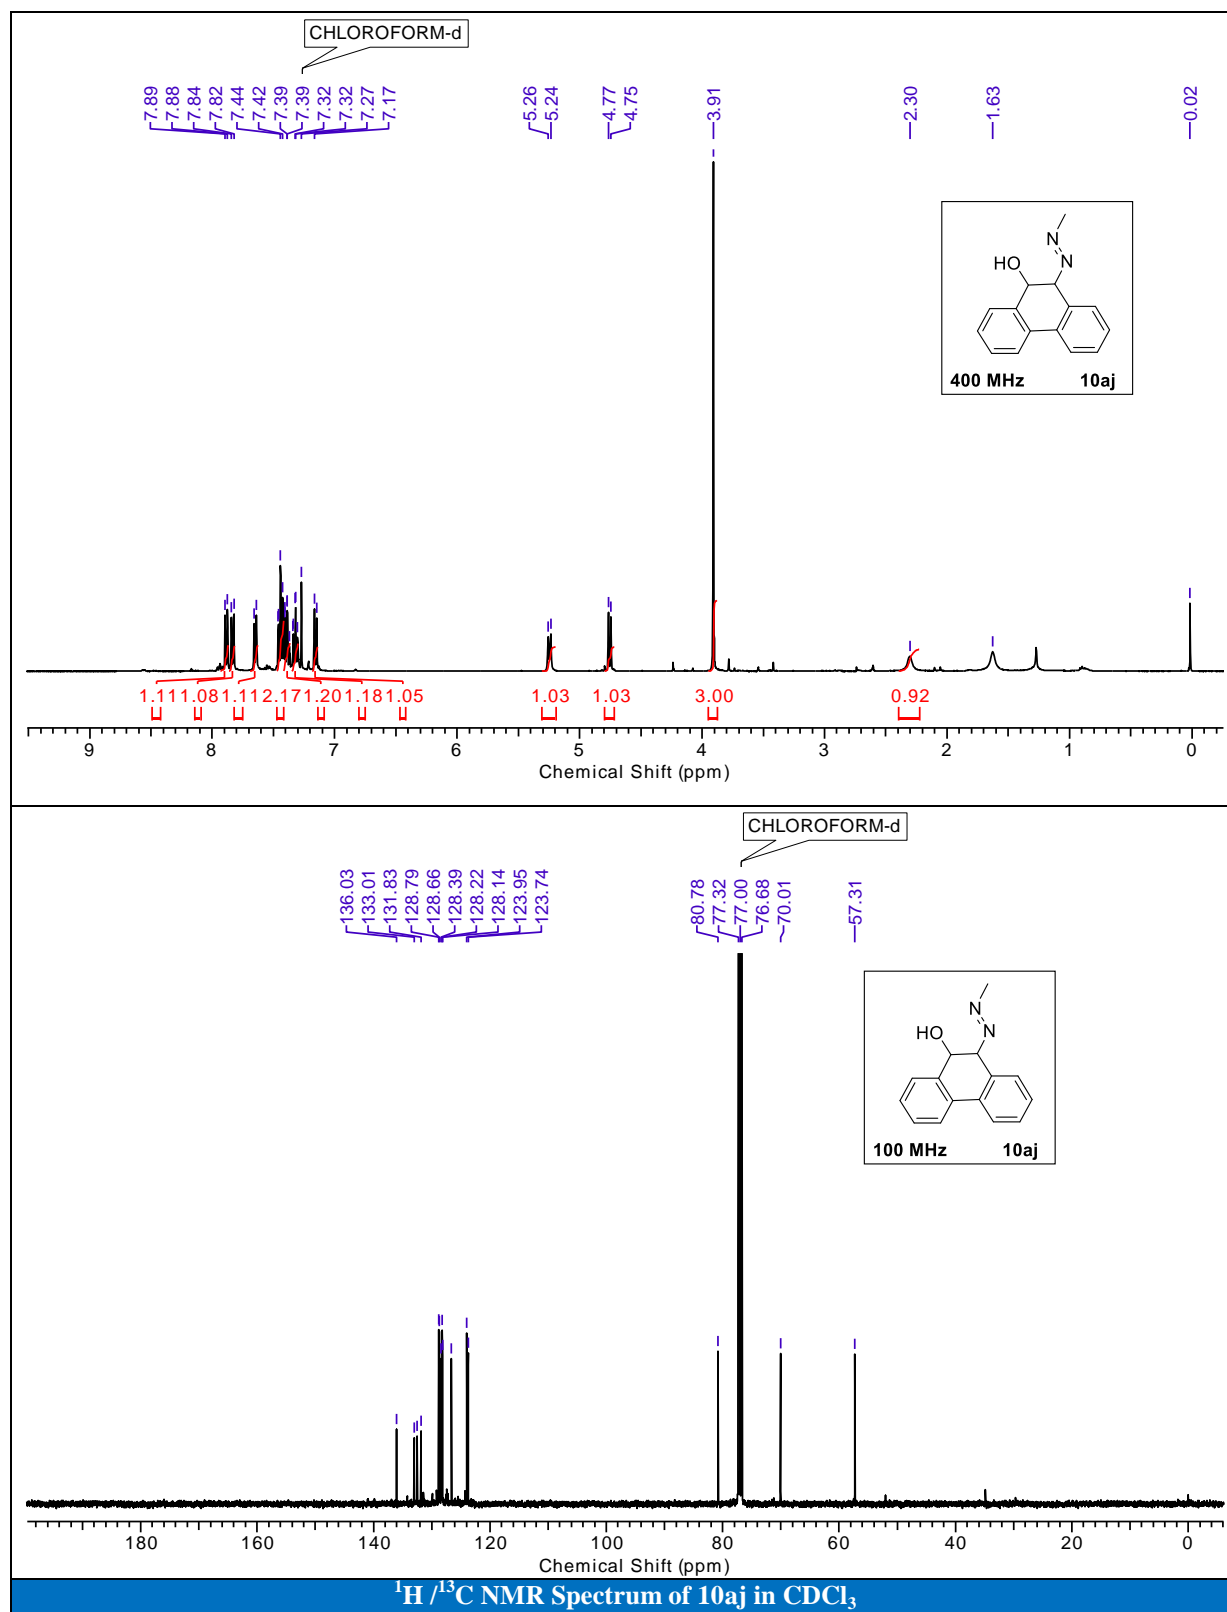 CHLOROFORM-d
7.89
7.88
7.84
7.82
7.44
7.42
7.39
7.39
7.32
7.32
7.27
7.17
5.26
5.24
4.77
4.75
3.91
2.30
1.63
0.02
N
N
HO
400 MHz 10aj
1.11 1.08 1.11 2.17 1.20 1.18 1.05 1.03 1.03 3.00 0.92
9 8 7 6 5 4 3 2 1 0
Chemical Shift (ppm)
CHLOROFORM-d
136.03
133.01
131.83
128.79
128.66
128.39
128.22
128.14
123.95
123.74
80.78
77.32
77.00
76.68
70.01
57.31
N
N
HO
100 MHz 10aj
180 160 140 120 100 80 60 40 20 0
Chemical Shift (ppm)
¹H /¹³C NMR Spectrum of 10aj in CDCl₃